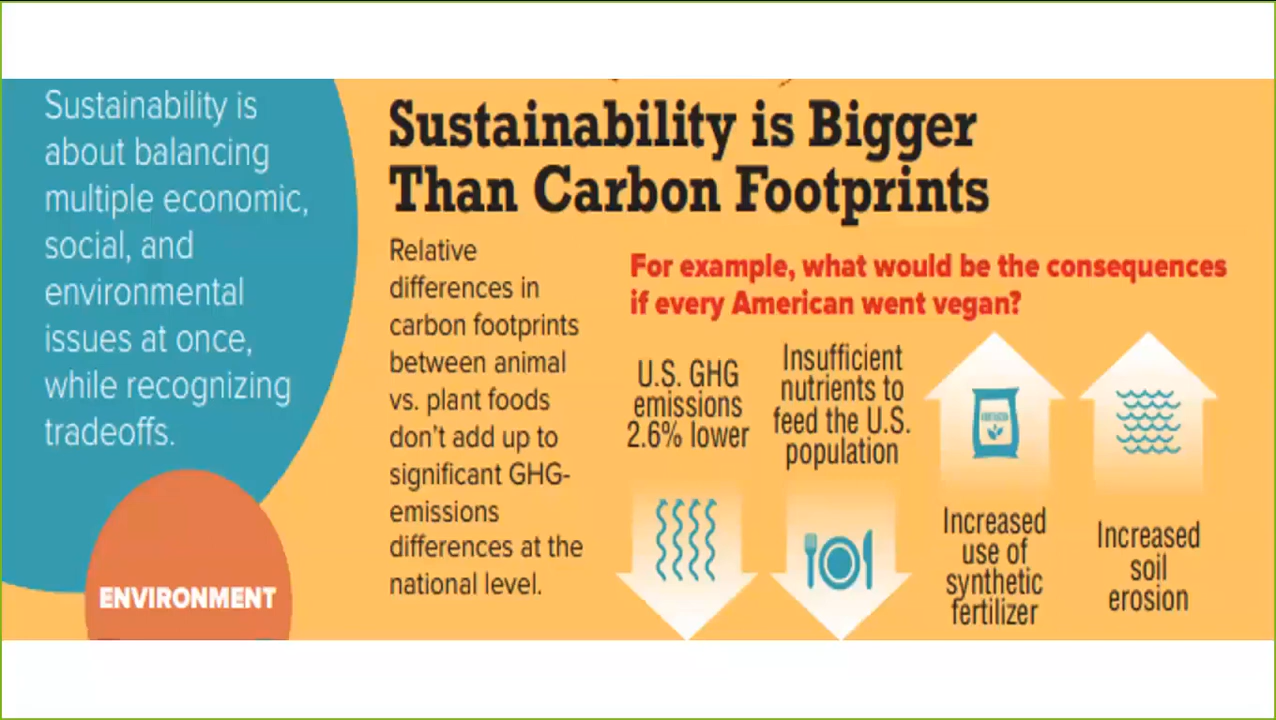 Sustainability is
about balancing
multiple economic,
social, and
environmental
issues at once,
while recognizing
tradeoffs.
ENVIRONMENT
Sustainability is Bigger
Than Carbon Footprints
Relative
differences in
carbon footprints
between animal
vs. plant foods
don't add up to
significant GHG-
emissions
differences at the
national level.
For example, what would be the consequences
if every American went vegan?
U.S. GHG
emissions
2.6% lower
Insufficient
nutrients to
feed the U.S.
population
Increased
use of
synthetic
fertilizer
Increased
soil
erosion